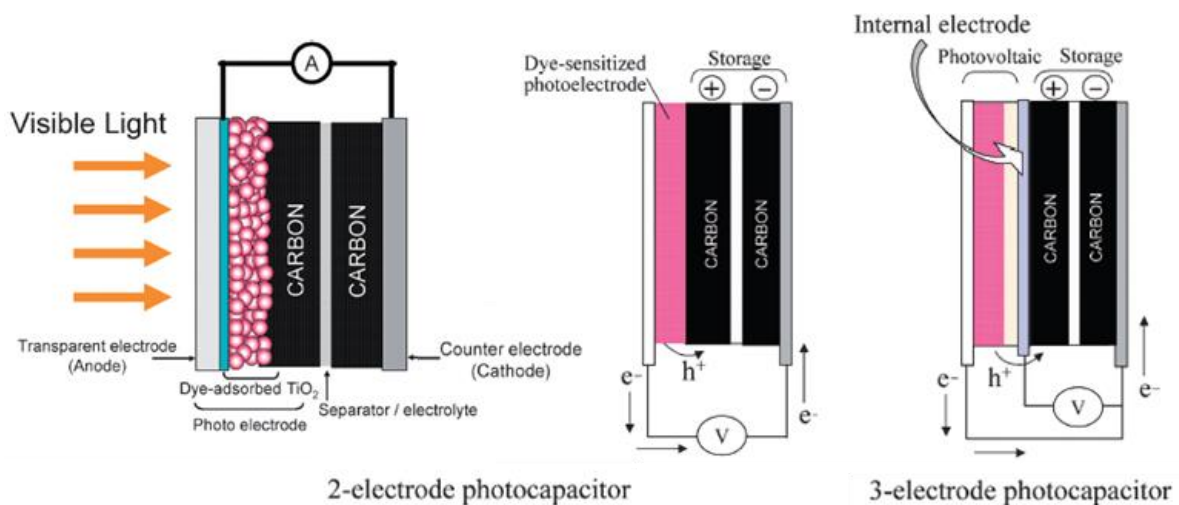 A
Visible Light
CARBON
CARBON
Transparent electrode
(Anode)
Dye-adsorbed TiO₂
Photo electrode
Separator / electrolyte
Counter electrode
(Cathode)
Dye-sensitized
photoelectrode
Storage
+
−
CARBON
CARBON
h⁺
e-
V
e-
2-electrode photocapacitor
Internal electrode
Photovoltaic
Storage
+
−
CARBON
CARBON
h⁺
e-
V
e-
3-electrode photocapacitor